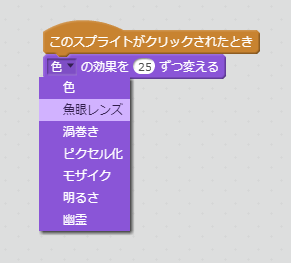 このスプライトがクリックされたとき
色 の効果を 25 ずつ変える
色
魚眼レンズ
渦巻き
ピクセル化
モザイク
明るさ
幽霊